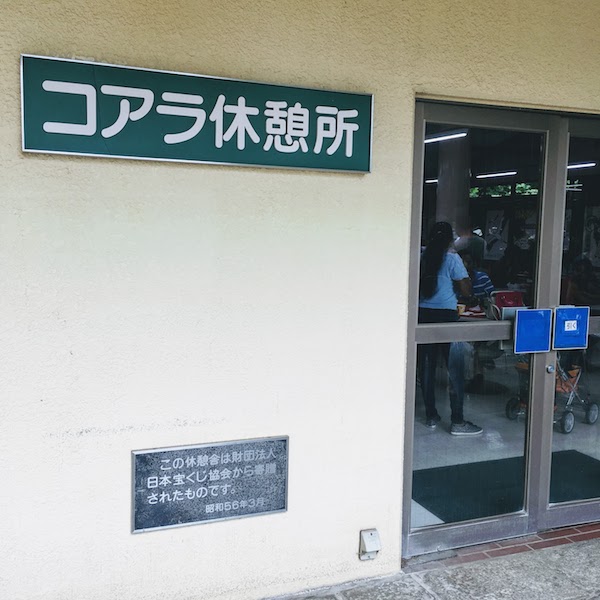 コアラ休憩所
この休憩舎は財団法人
日本宝くじ協会から寄贈
されたものです。
昭和56年3月